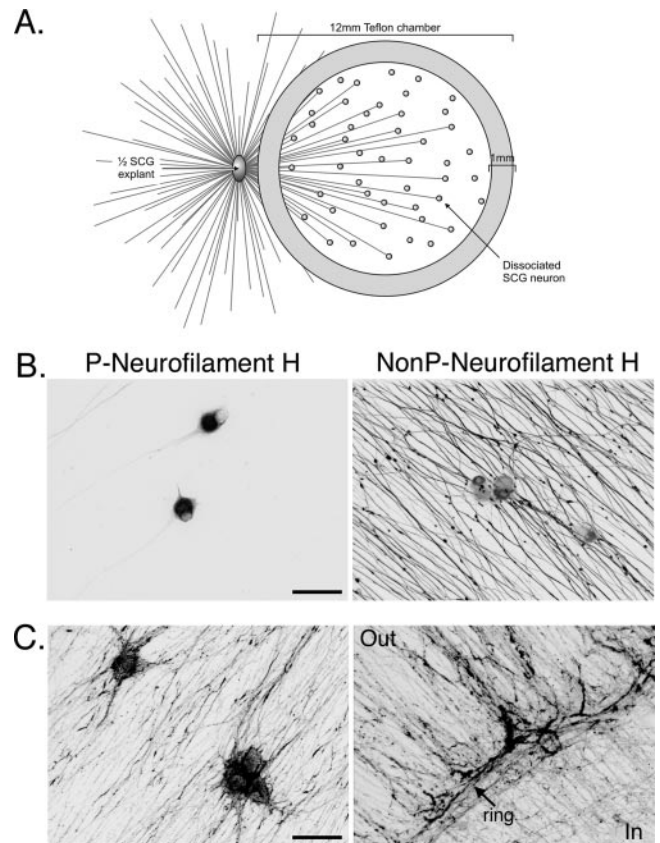 A.
12mm Teflon chamber
½ SCG
explant
1mm
Dissociated
SCG neuron
B.
P-Neurofilament H
NonP-Neurofilament H
C.
Out
ring
In